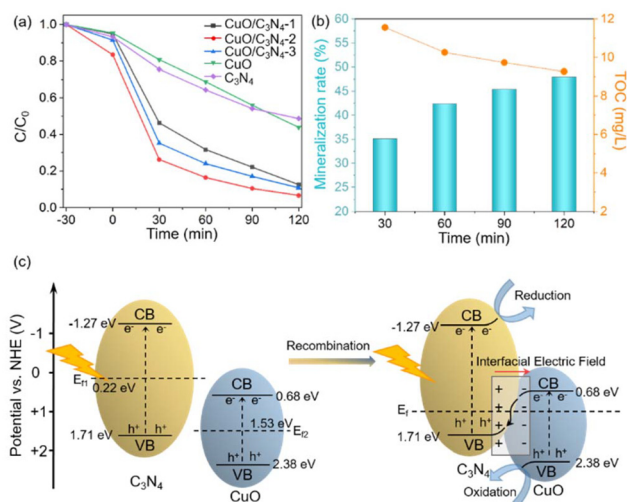 (a)
CuO/C₃N₄-1
CuO/C₃N₄-2
CuO/C₃N₄-3
CuO
C₃N₄
C/C₀
1.0
0.8
0.6
0.4
0.2
0.0
-30 0 30 60 90 120
Time (min)
(b)
Mineralization rate (%)
60
55
50
45
40
35
30
25
20
TOC (mg/L)
12
10
8
6
4
2
30 60 90 120
Time (min)
(c)
Potential vs. NHE (V)
-1
0
+1
+2
CB
-1.27 eV e⁻ e⁻
E_f1 0.22 eV
h⁺ h⁺
1.71 eV VB
C₃N₄
CB
0.68 eV
e⁻ e⁻
1.53 eV E_f2
h⁺ h⁺
VB 2.38 eV
CuO
Recombination
CB
-1.27 eV e⁻ e⁻
Reduction
Interfacial Electric Field
CB
0.68 eV
e⁻ e⁻
E_f
+ -
+ -
+ -
+ -
h⁺ h⁺
1.71 eV VB
h⁺ h⁺
VB 2.38 eV
C₃N₄
Oxidation
CuO